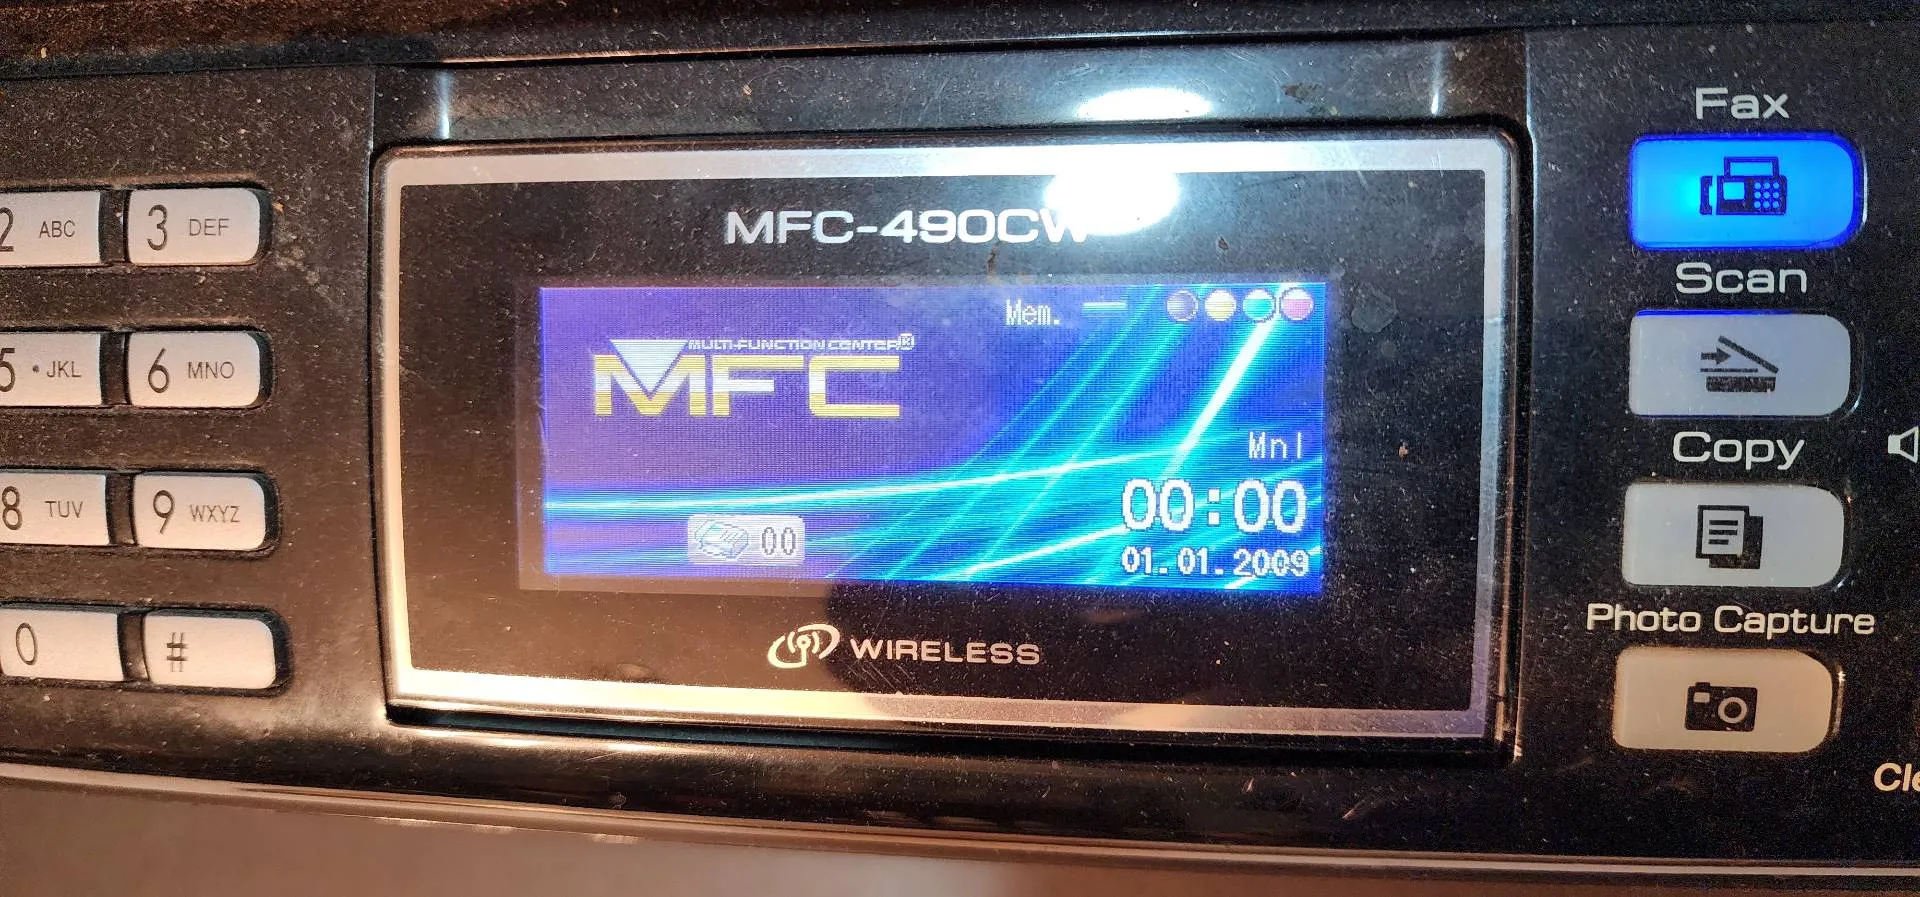 2 ABC
3 DEF
5 JKL
6 MNO
8 TUV
9 WXYZ
0
#
MFC-490CW
Mem.
MULTI-FUNCTION CENTER®
MFC
Mnl
00:00
00
01.01.2009
WIRELESS
Fax
Scan
Copy
Photo Capture